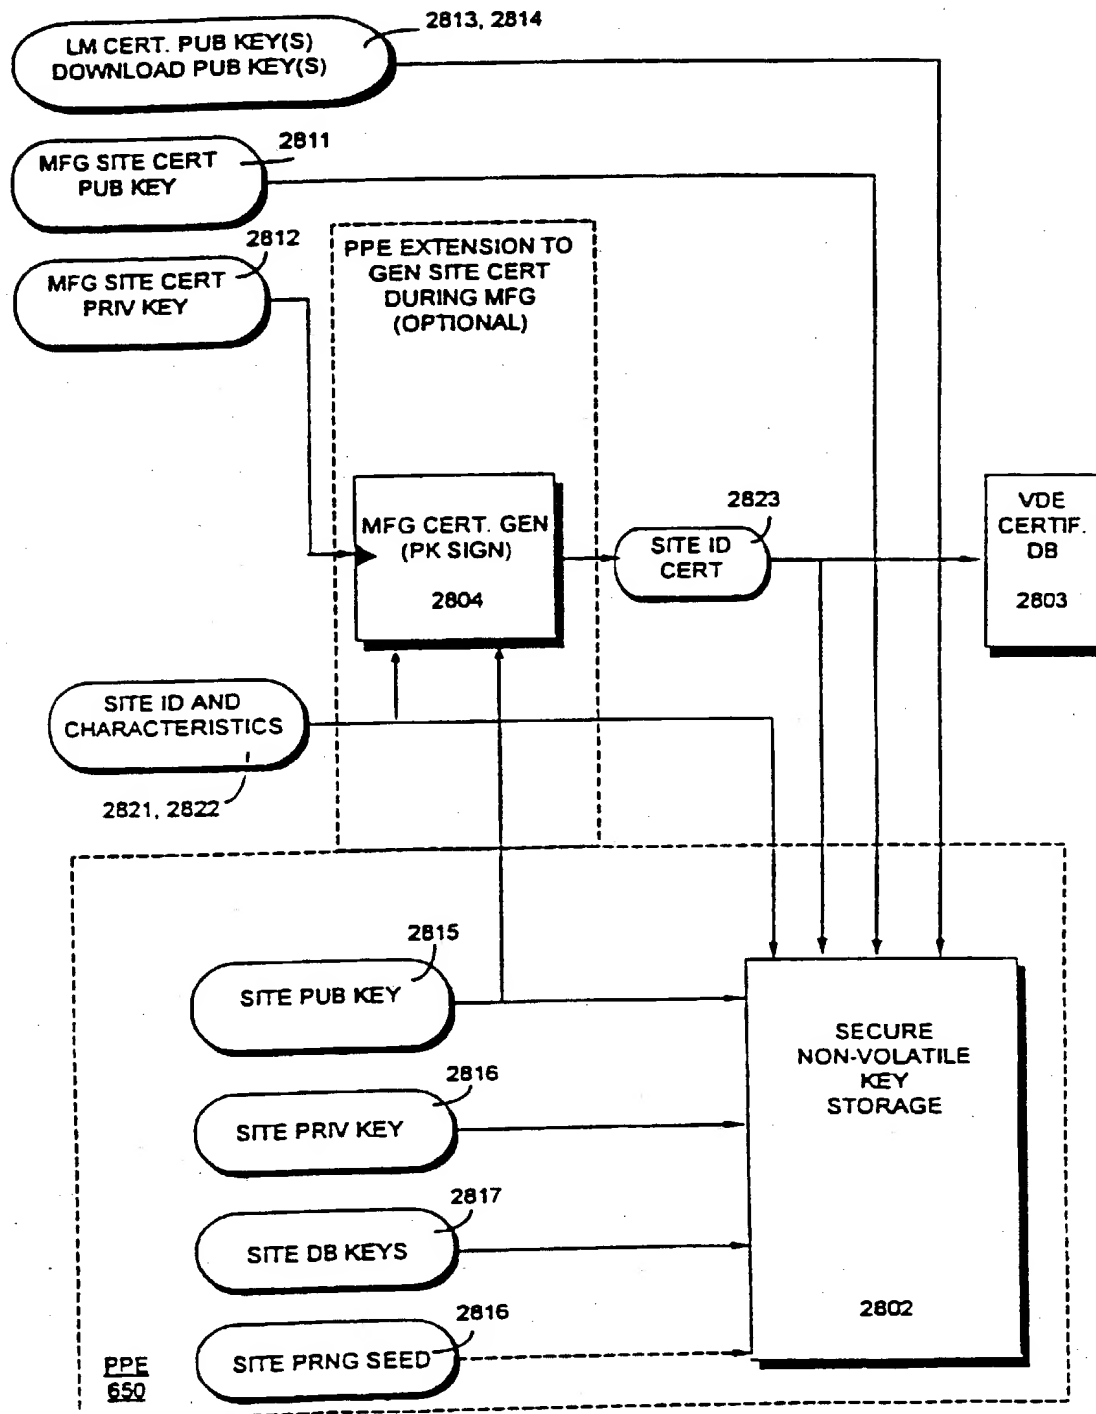 2813, 2814
LM CERT. PUB KEY(S)
DOWNLOAD PUB KEY(S)
2811
MFG SITE CERT
PUB KEY
2812
MFG SITE CERT
PRIV KEY
PPE EXTENSION TO
GEN SITE CERT
DURING MFG
(OPTIONAL)
MFG CERT. GEN
(PK SIGN)
2804
2823
SITE ID
CERT
VDE
CERTIF.
DB
2803
SITE ID AND
CHARACTERISTICS
2821, 2822
2815
SITE PUB KEY
2816
SITE PRIV KEY
2817
SITE DB KEYS
2816
SITE PRNG SEED
SECURE
NON-VOLATILE
KEY
STORAGE
2802
PPE
650